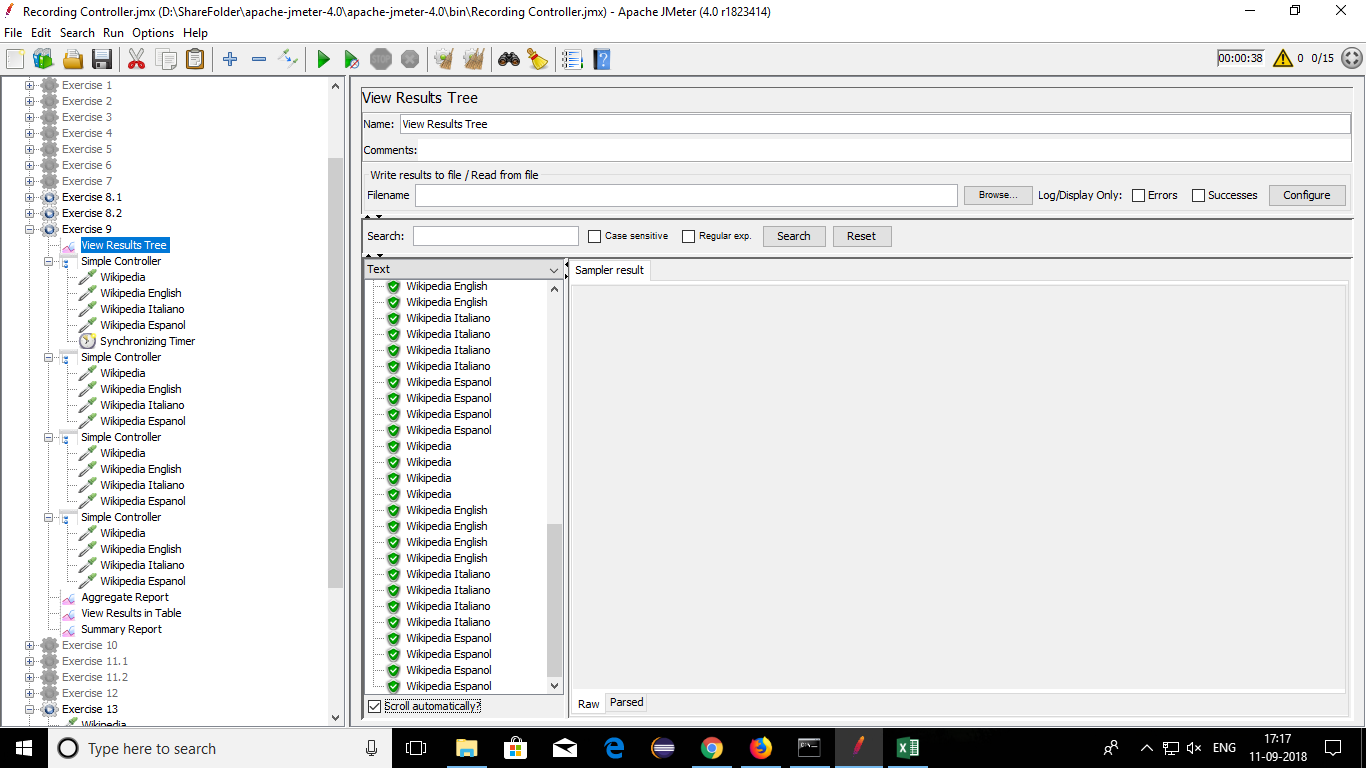 Recording Controller.jmx (D:\ShareFolder\apache-jmeter-4.0\apache-jmeter-4.0\bin\Recording Controller.jmx) - Apache JMeter (4.0 r1823414)
File Edit Search Run Options Help
STOP
00:00:38 0 0/15
Exercise 1
Exercise 2
Exercise 3
Exercise 4
Exercise 5
Exercise 6
Exercise 7
Exercise 8.1
Exercise 8.2
Exercise 9
View Results Tree
Simple Controller
Wikipedia
Wikipedia English
Wikipedia Italiano
Wikipedia Espanol
Synchronizing Timer
Simple Controller
Wikipedia
Wikipedia English
Wikipedia Italiano
Wikipedia Espanol
Simple Controller
Wikipedia
Wikipedia English
Wikipedia Italiano
Wikipedia Espanol
Simple Controller
Wikipedia
Wikipedia English
Wikipedia Italiano
Wikipedia Espanol
Aggregate Report
View Results in Table
Summary Report
Exercise 10
Exercise 11.1
Exercise 11.2
Exercise 12
Exercise 13
Wikipedia
View Results Tree
Name: View Results Tree
Comments:
Write results to file / Read from file
Filename Browse... Log/Display Only: Errors Successes Configure
Search: Case sensitive Regular exp. Search Reset
Text
Wikipedia English
Wikipedia English
Wikipedia Italiano
Wikipedia Italiano
Wikipedia Italiano
Wikipedia Italiano
Wikipedia Espanol
Wikipedia Espanol
Wikipedia Espanol
Wikipedia Espanol
Wikipedia
Wikipedia
Wikipedia
Wikipedia
Wikipedia English
Wikipedia English
Wikipedia English
Wikipedia English
Wikipedia Italiano
Wikipedia Italiano
Wikipedia Italiano
Wikipedia Italiano
Wikipedia Espanol
Wikipedia Espanol
Wikipedia Espanol
Wikipedia Espanol
Scroll automatically?
Sampler result
Raw Parsed
Type here to search
ENG
17:17
11-09-2018